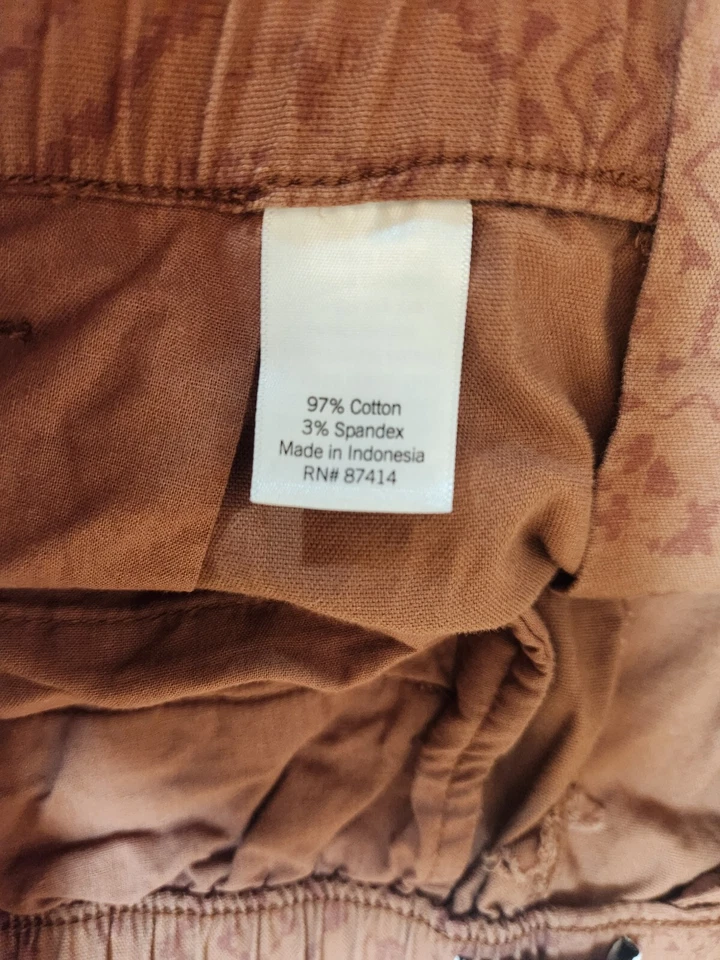 97% Cotton
3% Spandex
Made in Indonesia
RN# 87414